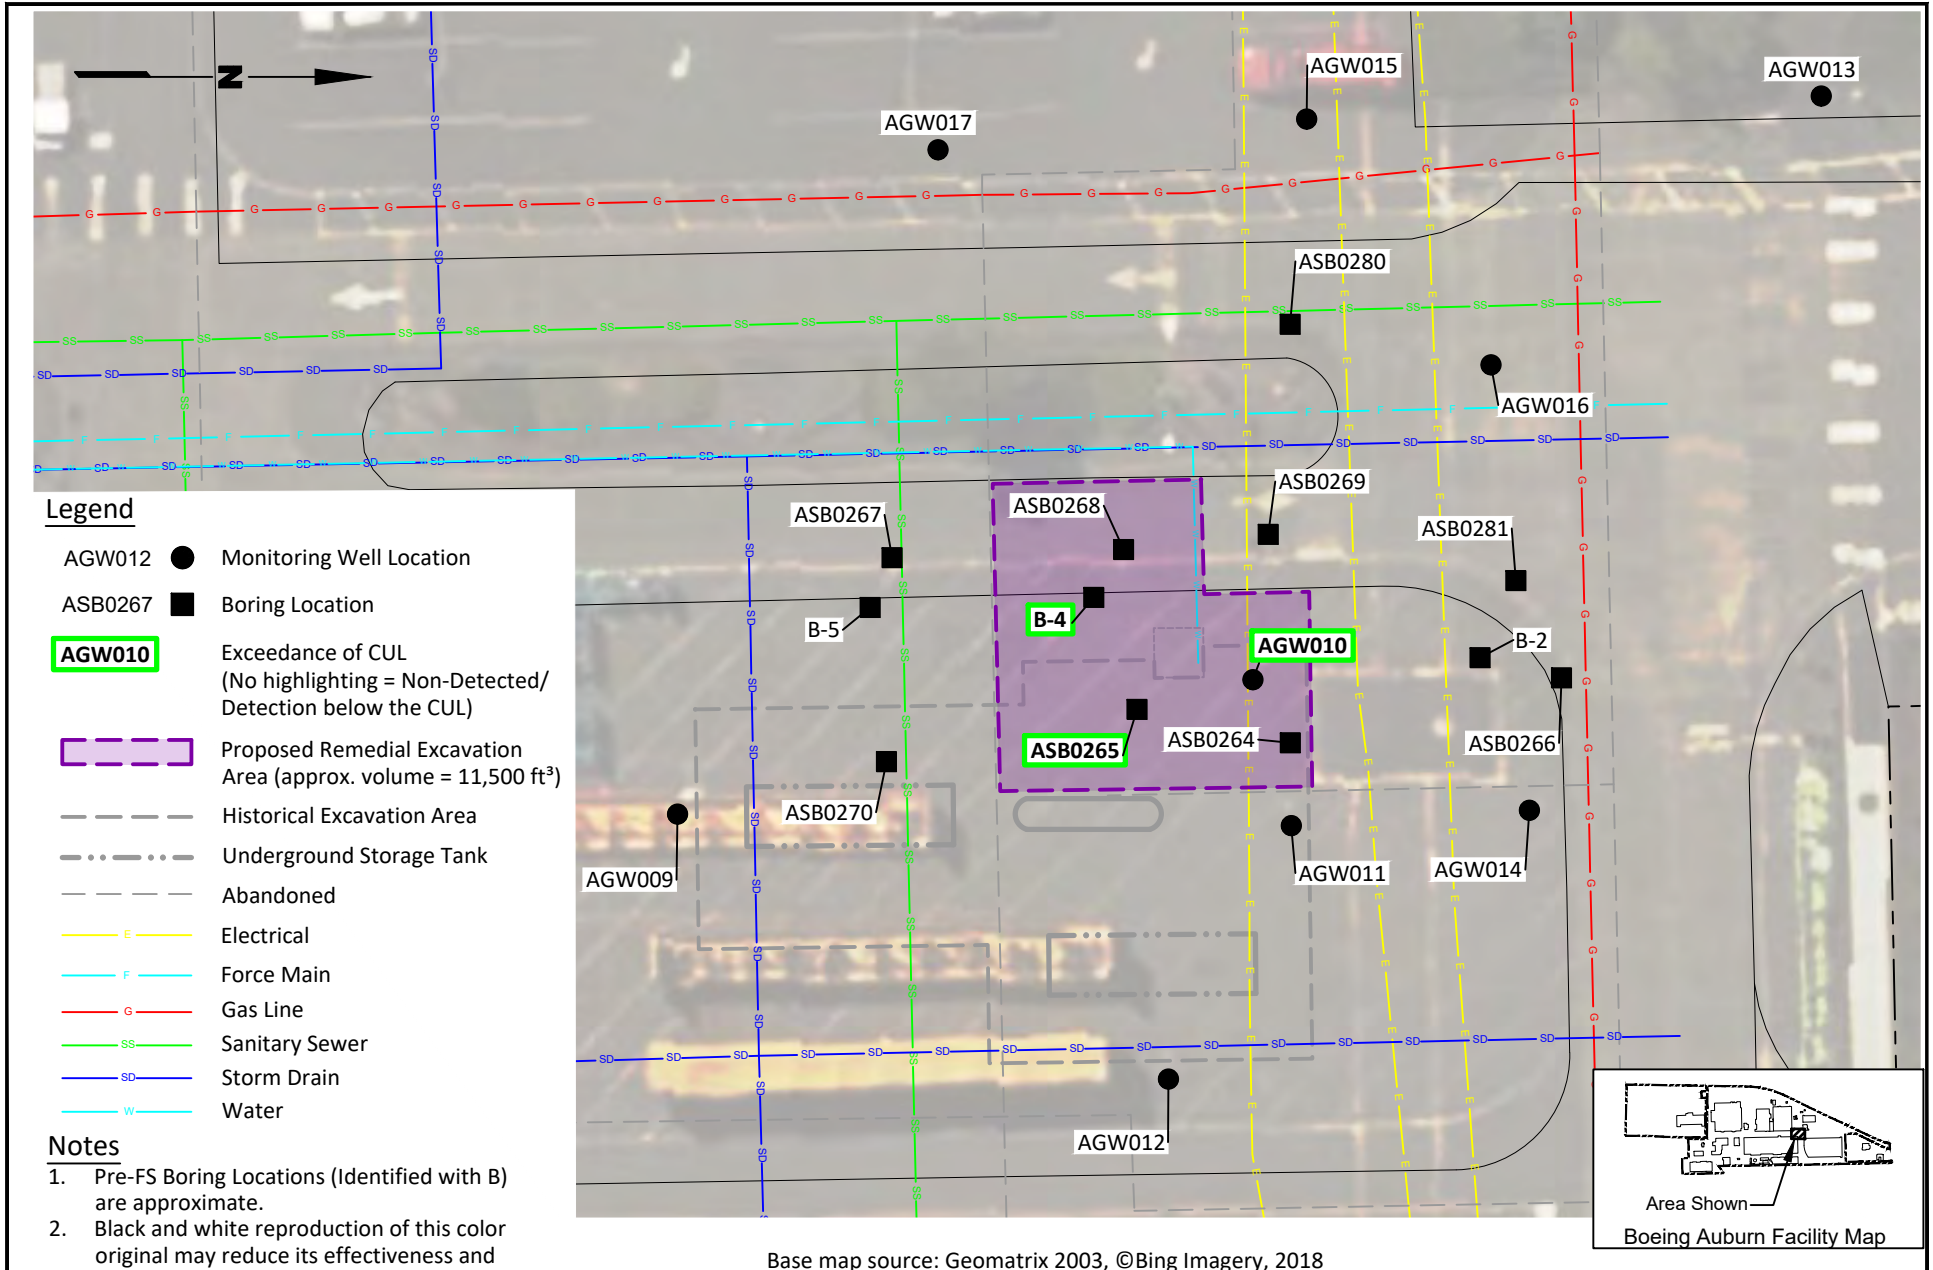 N
AGW015
AGW013
AGW017
ASB0280
AGW016
ASB0269
ASB0268
ASB0267
ASB0281
B-4
B-5
B-2
AGW010
ASB0265
ASB0264
ASB0266
ASB0270
AGW009
AGW011
AGW014
AGW012
Legend
AGW012 Monitoring Well Location
ASB0267 Boring Location
AGW010 Exceedance of CUL
(No highlighting = Non-Detected/
Detection below the CUL)
Proposed Remedial Excavation
Area (approx. volume = 11,500 ft³)
Historical Excavation Area
Underground Storage Tank
Abandoned
E Electrical
F Force Main
G Gas Line
SS Sanitary Sewer
SD Storm Drain
W Water
Notes
1. Pre-FS Boring Locations (Identified with B)
are approximate.
2. Black and white reproduction of this color
original may reduce its effectiveness and
Base map source: Geomatrix 2003, ©Bing Imagery, 2018
Area Shown
Boeing Auburn Facility Map